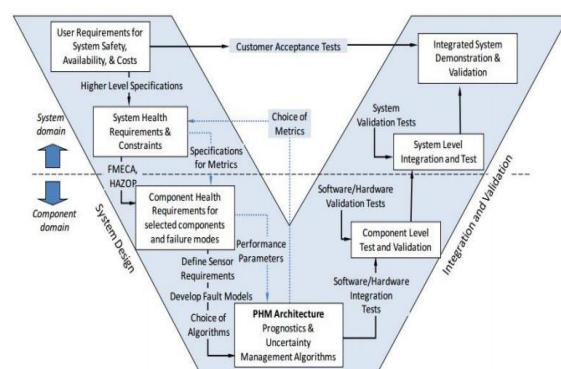 User Requirements for
System Safety,
Availability, & Costs
Customer Acceptance Tests
Integrated System
Demonstration &
Validation
Higher Level Specifications
System
domain
System Health
Requirements &
Constraints
Choice of
Metrics
System
Validation Tests
System Level
Integration and Test
Specifications
for Metrics
FMECA,
HAZOP
Component
domain
Component Health
Requirements for
selected components
and failure modes
Software/Hardware
Validation Tests
Component Level
Test and Validation
System Design
Integration and Validation
Performance
Parameters
Define Sensor
Requirements
Develop Fault Models
Choice of
Algorithms
Software/Hardware
Integration
Tests
PHM Architecture
Prognostics &
Uncertainty
Management Algorithms